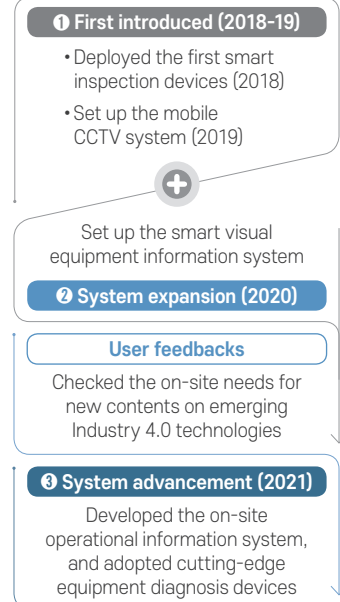 ❶ First introduced (2018-19)
• Deployed the first smart
inspection devices (2018)
• Set up the mobile
CCTV system (2019)
+
Set up the smart visual
equipment information system
❷ System expansion (2020)
User feedbacks
Checked the on-site needs for
new contents on emerging
Industry 4.0 technologies
❸ System advancement (2021)
Developed the on-site
operational information system,
and adopted cutting-edge
equipment diagnosis devices